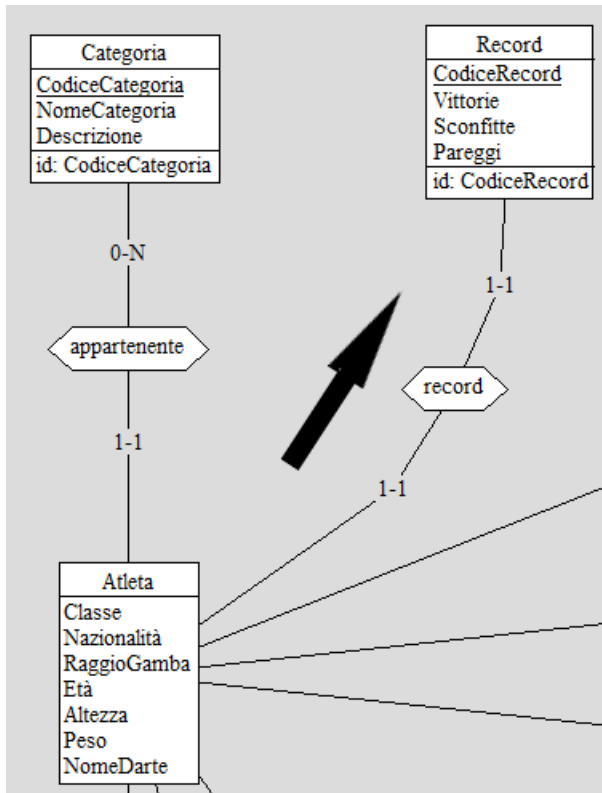 Categoria
CodiceCategoria
NomeCategoria
Descrizione
id: CodiceCategoria
Record
CodiceRecord
Vittorie
Sconfitte
Pareggi
id: CodiceRecord
0-N
1-1
appartenente
record
1-1
1-1
Atleta
Classe
Nazionalità
RaggioGamba
Età
Altezza
Peso
NomeDarte